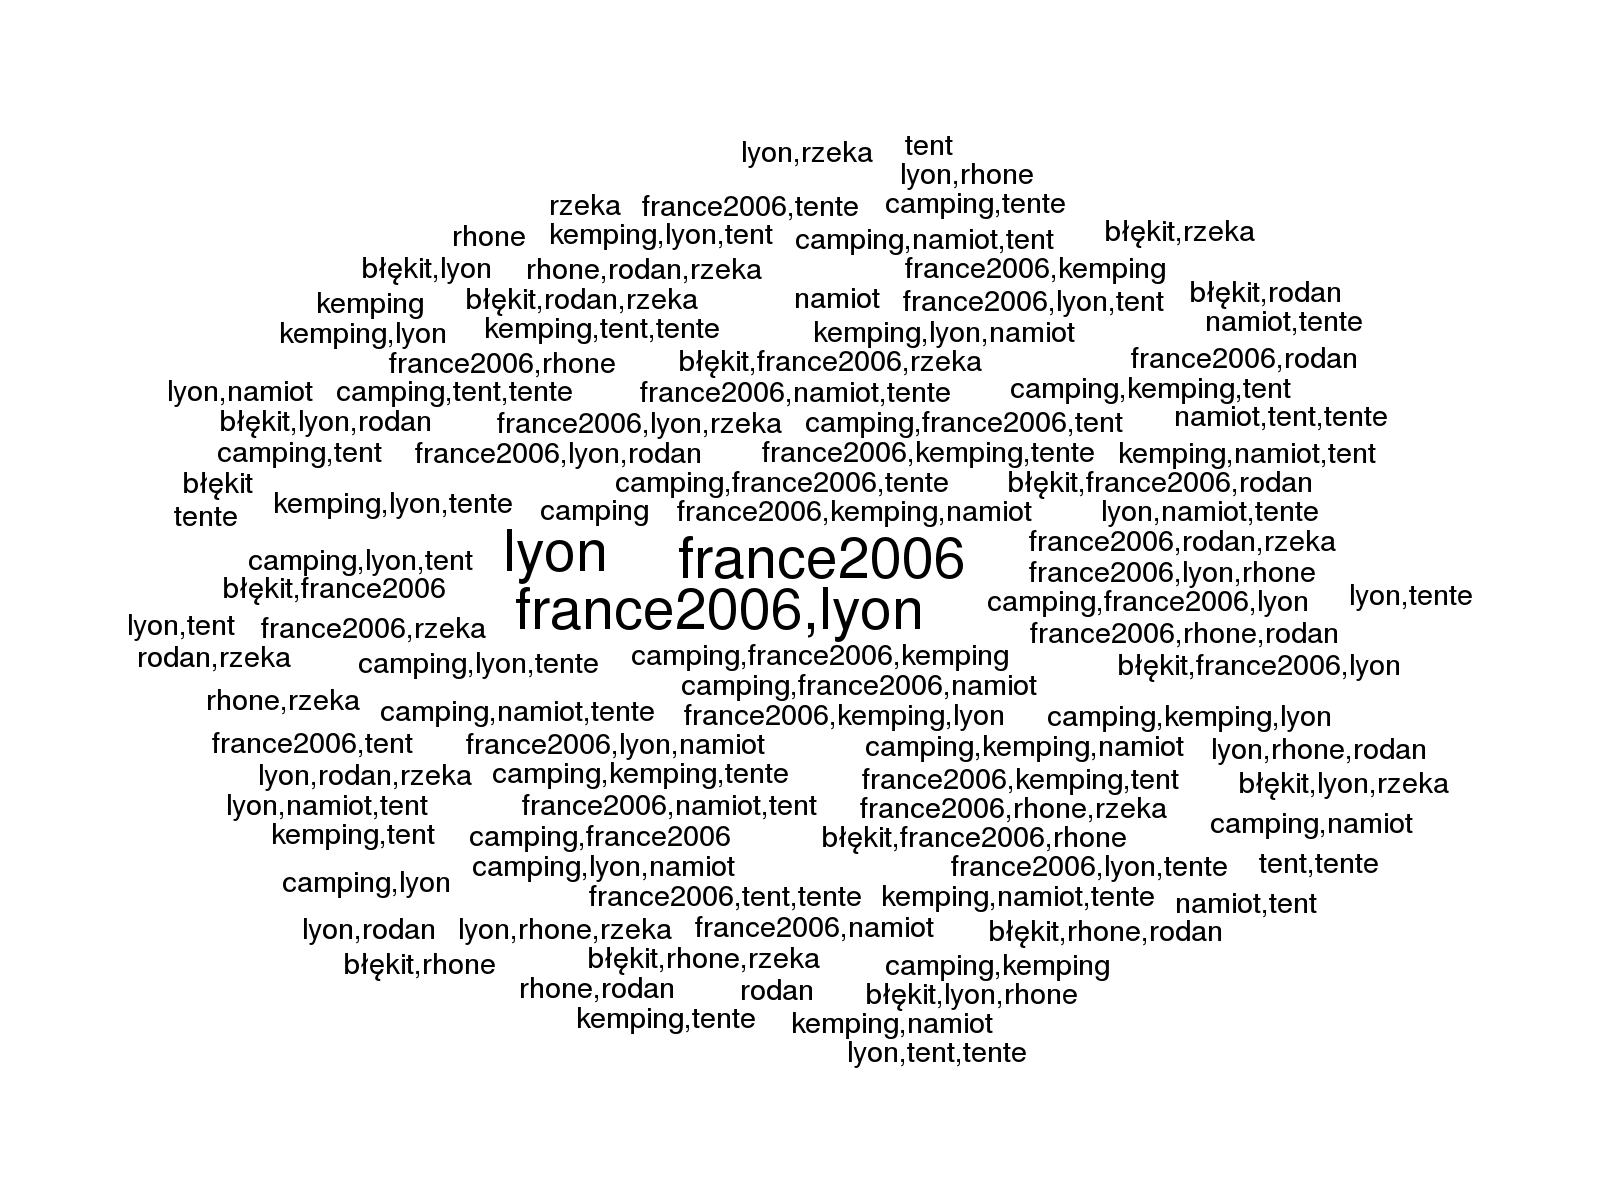 lyon,rzeka tent
lyon,rhone
rzeka france2006,tente camping,tente
rhone kemping,lyon,tent camping,namiot,tent błękit,rzeka
błękit,lyon rhone,rodan,rzeka france2006,kemping
kemping błękit,rodan,rzeka namiot france2006,lyon,tent błękit,rodan
kemping,lyon kemping,tent,tente kemping,lyon,namiot namiot,tente
france2006,rhone błękit,france2006,rzeka france2006,rodan
lyon,namiot camping,tent,tente france2006,namiot,tente camping,kemping,tent
błękit,lyon,rodan france2006,lyon,rzeka camping,france2006,tent namiot,tent,tente
camping,tent france2006,lyon,rodan france2006,kemping,tente kemping,namiot,tent
błękit camping,france2006,tente błękit,france2006,rodan
tente kemping,lyon,tente camping france2006,kemping,namiot lyon,namiot,tente
camping,lyon,tent lyon france2006 france2006,rodan,rzeka
france2006,lyon,rhone
błękit,france2006 france2006,lyon camping,france2006,lyon lyon,tente
lyon,tent france2006,rzeka france2006,rhone,rodan
rodan,rzeka camping,lyon,tente camping,france2006,kemping błękit,france2006,lyon
camping,france2006,namiot
rhone,rzeka camping,namiot,tente france2006,kemping,lyon camping,kemping,lyon
france2006,tent france2006,lyon,namiot camping,kemping,namiot lyon,rhone,rodan
lyon,rodan,rzeka camping,kemping,tente france2006,kemping,tent błękit,lyon,rzeka
lyon,namiot,tent france2006,namiot,tent france2006,rhone,rzeka
kemping,tent camping,france2006 błękit,france2006,rhone camping,namiot
camping,lyon,namiot france2006,lyon,tente tent,tente
camping,lyon france2006,tent,tente kemping,namiot,tente namiot,tent
lyon,rodan lyon,rhone,rzeka france2006,namiot błękit,rhone,rodan
błękit,rhone błękit,rhone,rzeka camping,kemping
rhone,rodan rodan błękit,lyon,rhone
kemping,tente kemping,namiot
lyon,tent,tente